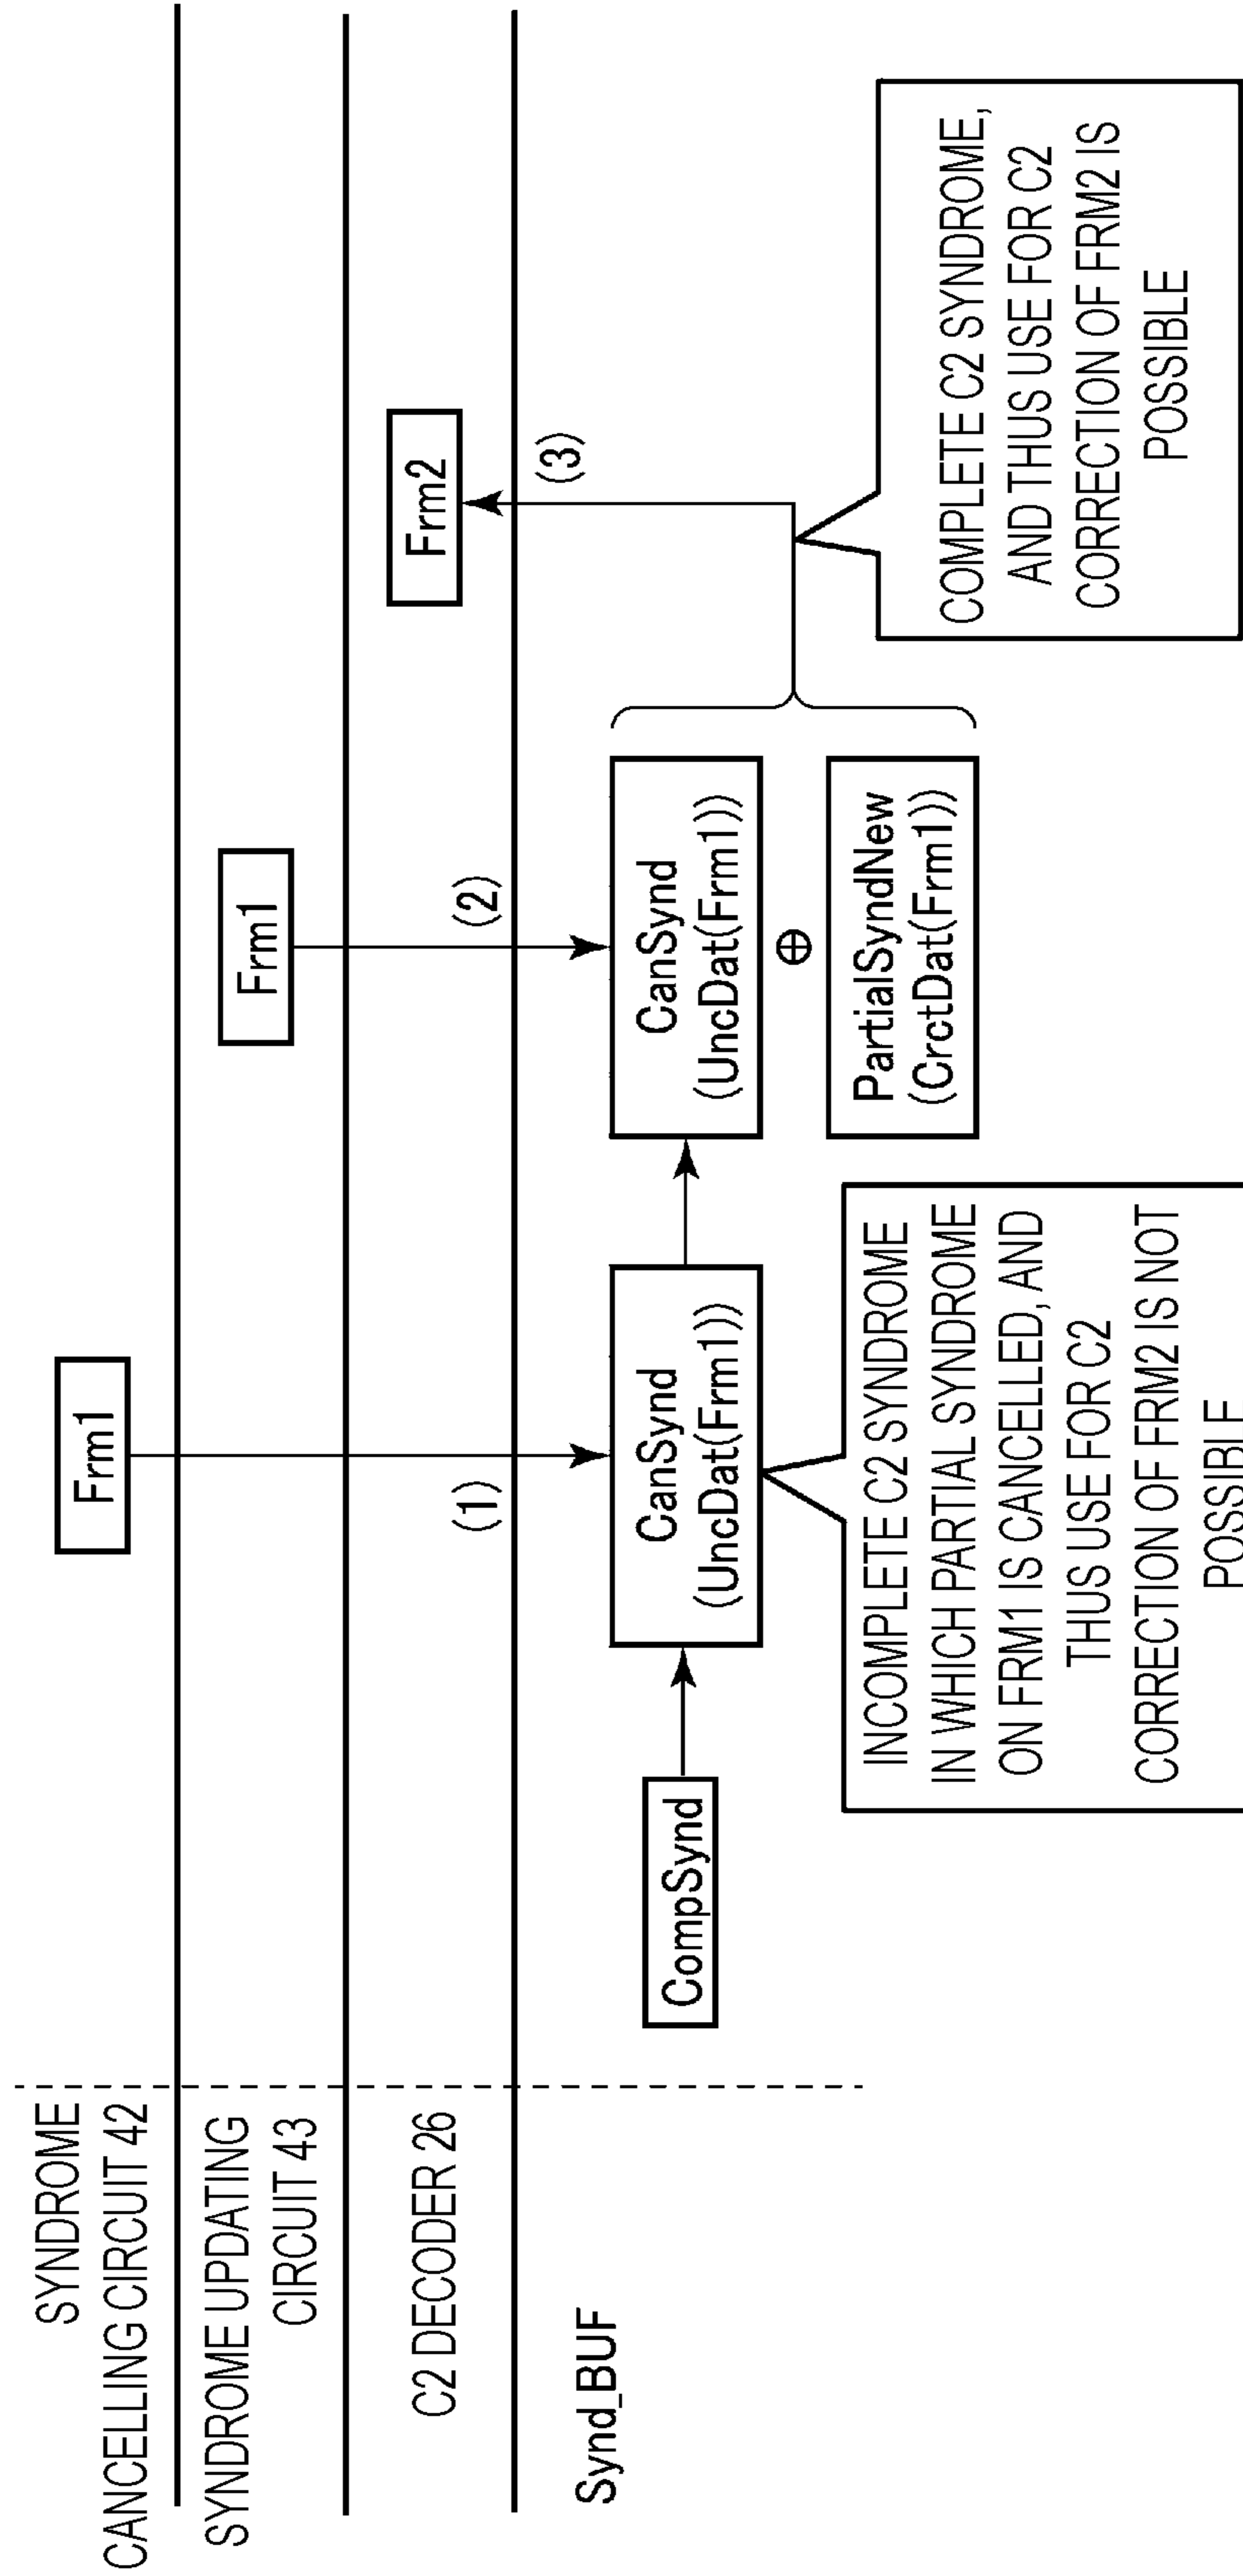 SYNDROME
CANCELLING CIRCUIT 42
Frm1
SYNDROME UPDATING
CIRCUIT 43
Frm1
C2 DECODER 26
Frm2
(1)
(2)
(3)
Synd_BUF
CompSynd
CanSynd
(UncDat(Frm1))
CanSynd
(UncDat(Frm1))
⊕
PartialSyndNew
(CrctDat(Frm1))
INCOMPLETE C2 SYNDROME
IN WHICH PARTIAL SYNDROME
ON FRM1 IS CANCELLED, AND
THUS USE FOR C2
CORRECTION OF FRM2 IS NOT
POSSIBLE
COMPLETE C2 SYNDROME,
AND THUS USE FOR C2
CORRECTION OF FRM2 IS
POSSIBLE